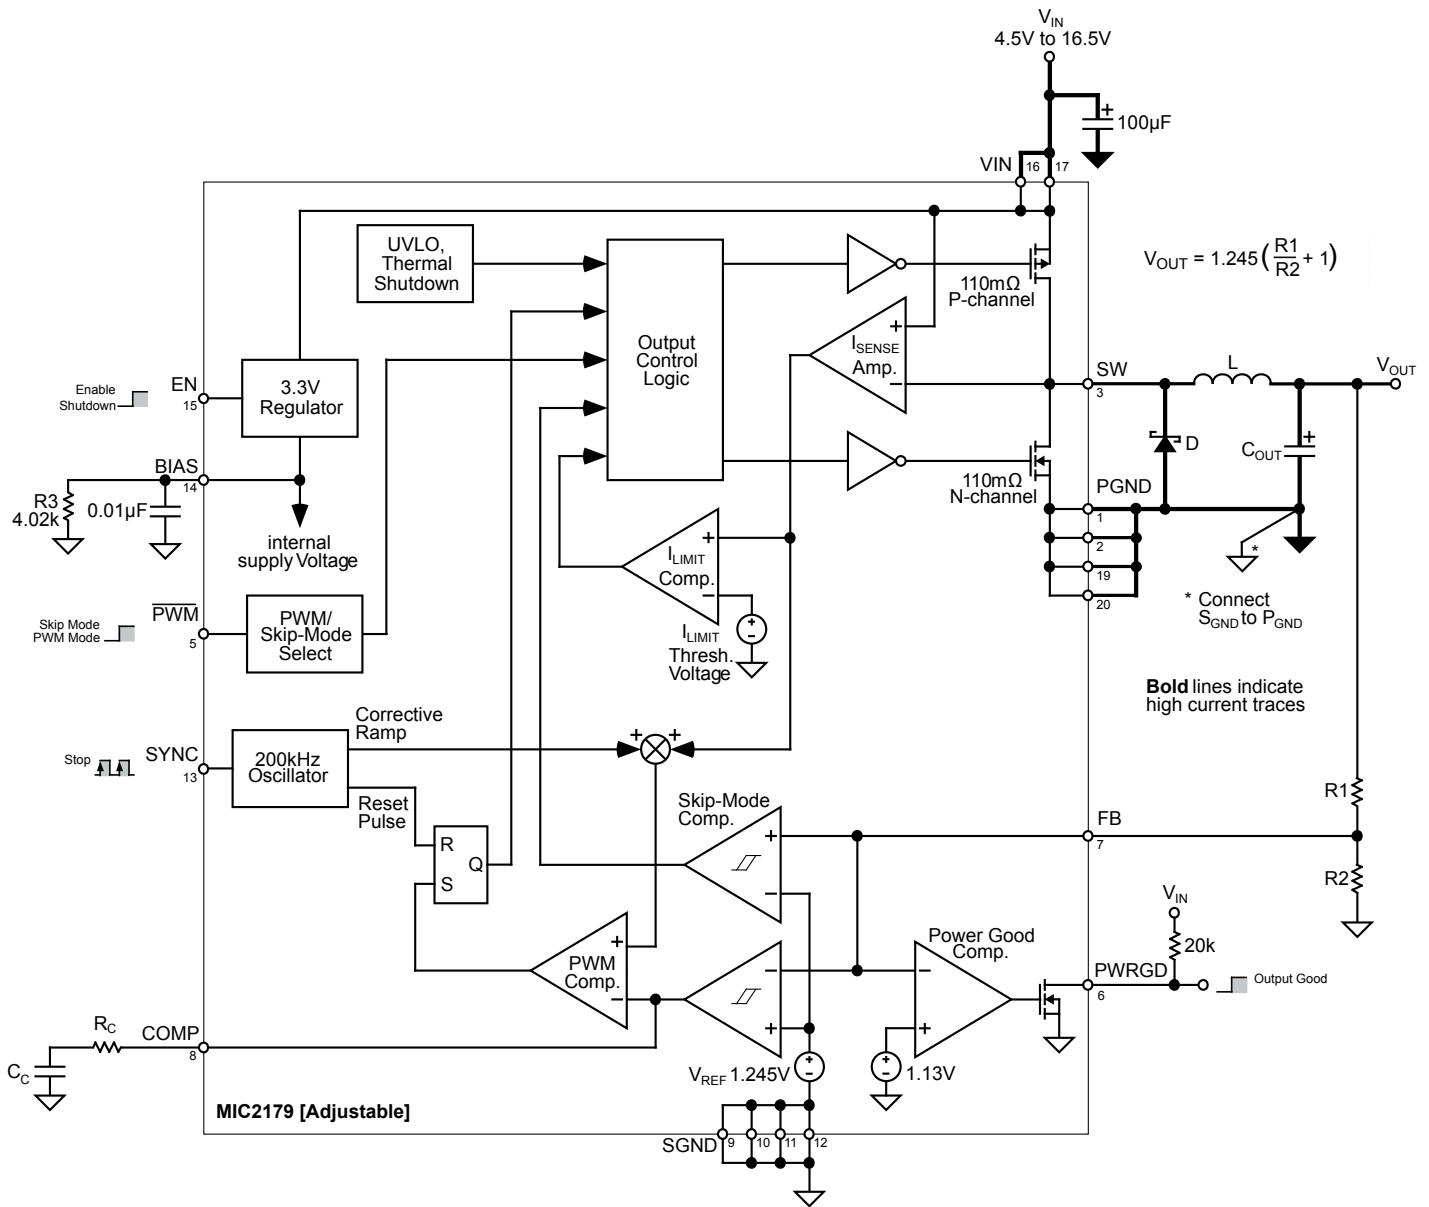 VIN
4.5V to 16.5V
+
100µF
VIN
16
17
UVLO,
Thermal
Shutdown
Output
Control
Logic
110mΩ
P-channel
VOUT = 1.245 (R1/R2 + 1)
+
ISENSE
Amp.
−
SW
3
L
VOUT
Enable
Shutdown
EN
15
3.3V
Regulator
D
+
COUT
BIAS
14
R3
4.02k
0.01µF
internal
supply Voltage
110mΩ
N-channel
PGND
1
2
19
20
*
* Connect
SGND to PGND
+
ILIMIT
Comp.
−
+
−
ILIMIT
Thresh.
Voltage
Skip Mode
PWM Mode
PWM
5
PWM/
Skip-Mode
Select
Bold lines indicate
high current traces
Stop
SYNC
13
200kHz
Oscillator
Corrective
Ramp
+
+
Reset
Pulse
R
S
Q
Skip-Mode
Comp.
+
−
FB
7
R1
R2
+
PWM
Comp.
−
−
+
Power Good
Comp.
−
+
VIN
20k
PWRGD
6
Output Good
RC
COMP
8
CC
VREF 1.245V
+
−
+
−
1.13V
MIC2179 [Adjustable]
SGND
9
10
11
12